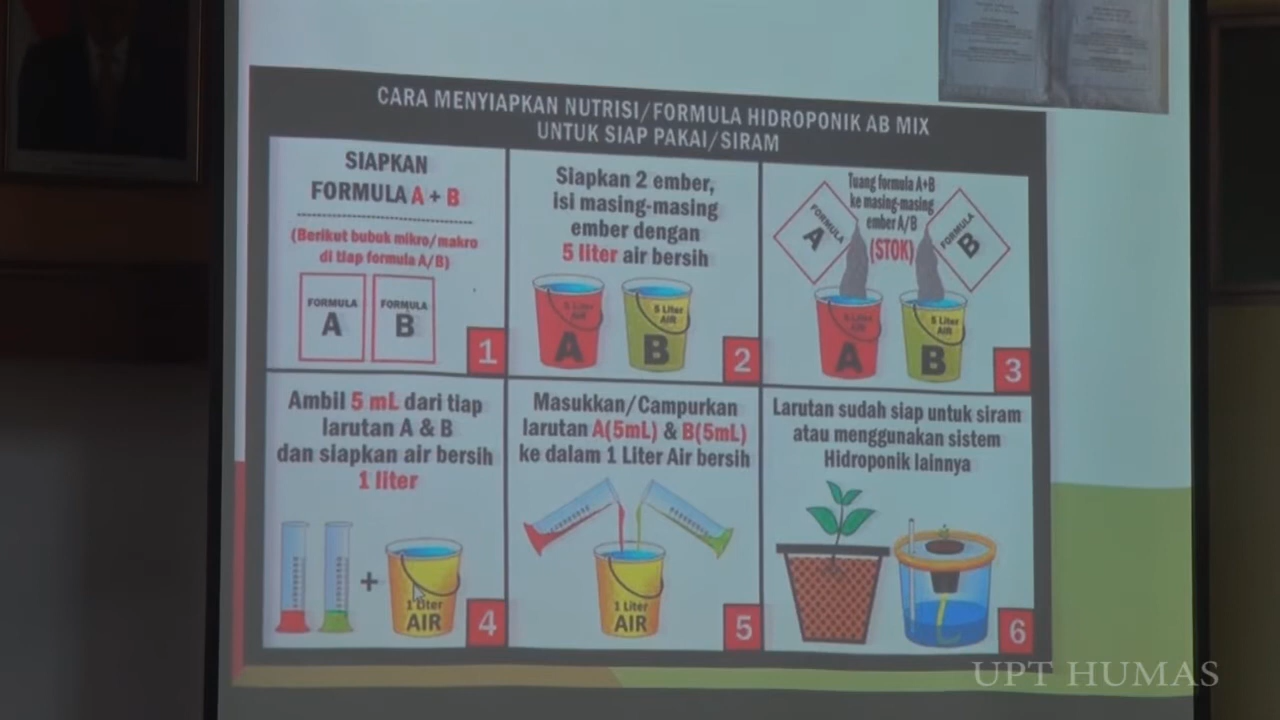 CARA MENYIAPKAN NUTRISI/FORMULA HIDROPONIK AB MIX
UNTUK SIAP PAKAI/SIRAM
SIAPKAN
FORMULA A + B
(Berikut bubuk mikro/makro
di tiap formula A/B)
FORMULA
A
FORMULA
B
1
Siapkan 2 ember,
isi masing-masing
ember dengan
5 liter air bersih
5 Liter
AIR
A
5 Liter
AIR
B
2
Tuang formula A+B
ke masing-masing
ember A/B
(STOK)
FORMULA
A
FORMULA
B
5 Liter
AIR
A
5 Liter
AIR
B
3
Ambil 5 mL dari tiap
larutan A & B
dan siapkan air bersih
1 liter
+
1 Liter
AIR
4
Masukkan/Campurkan
larutan A(5mL) & B(5mL)
ke dalam 1 Liter Air bersih
1 Liter
AIR
5
Larutan sudah siap untuk siram
atau menggunakan sistem
Hidroponik lainnya
6
UPT HUMAS